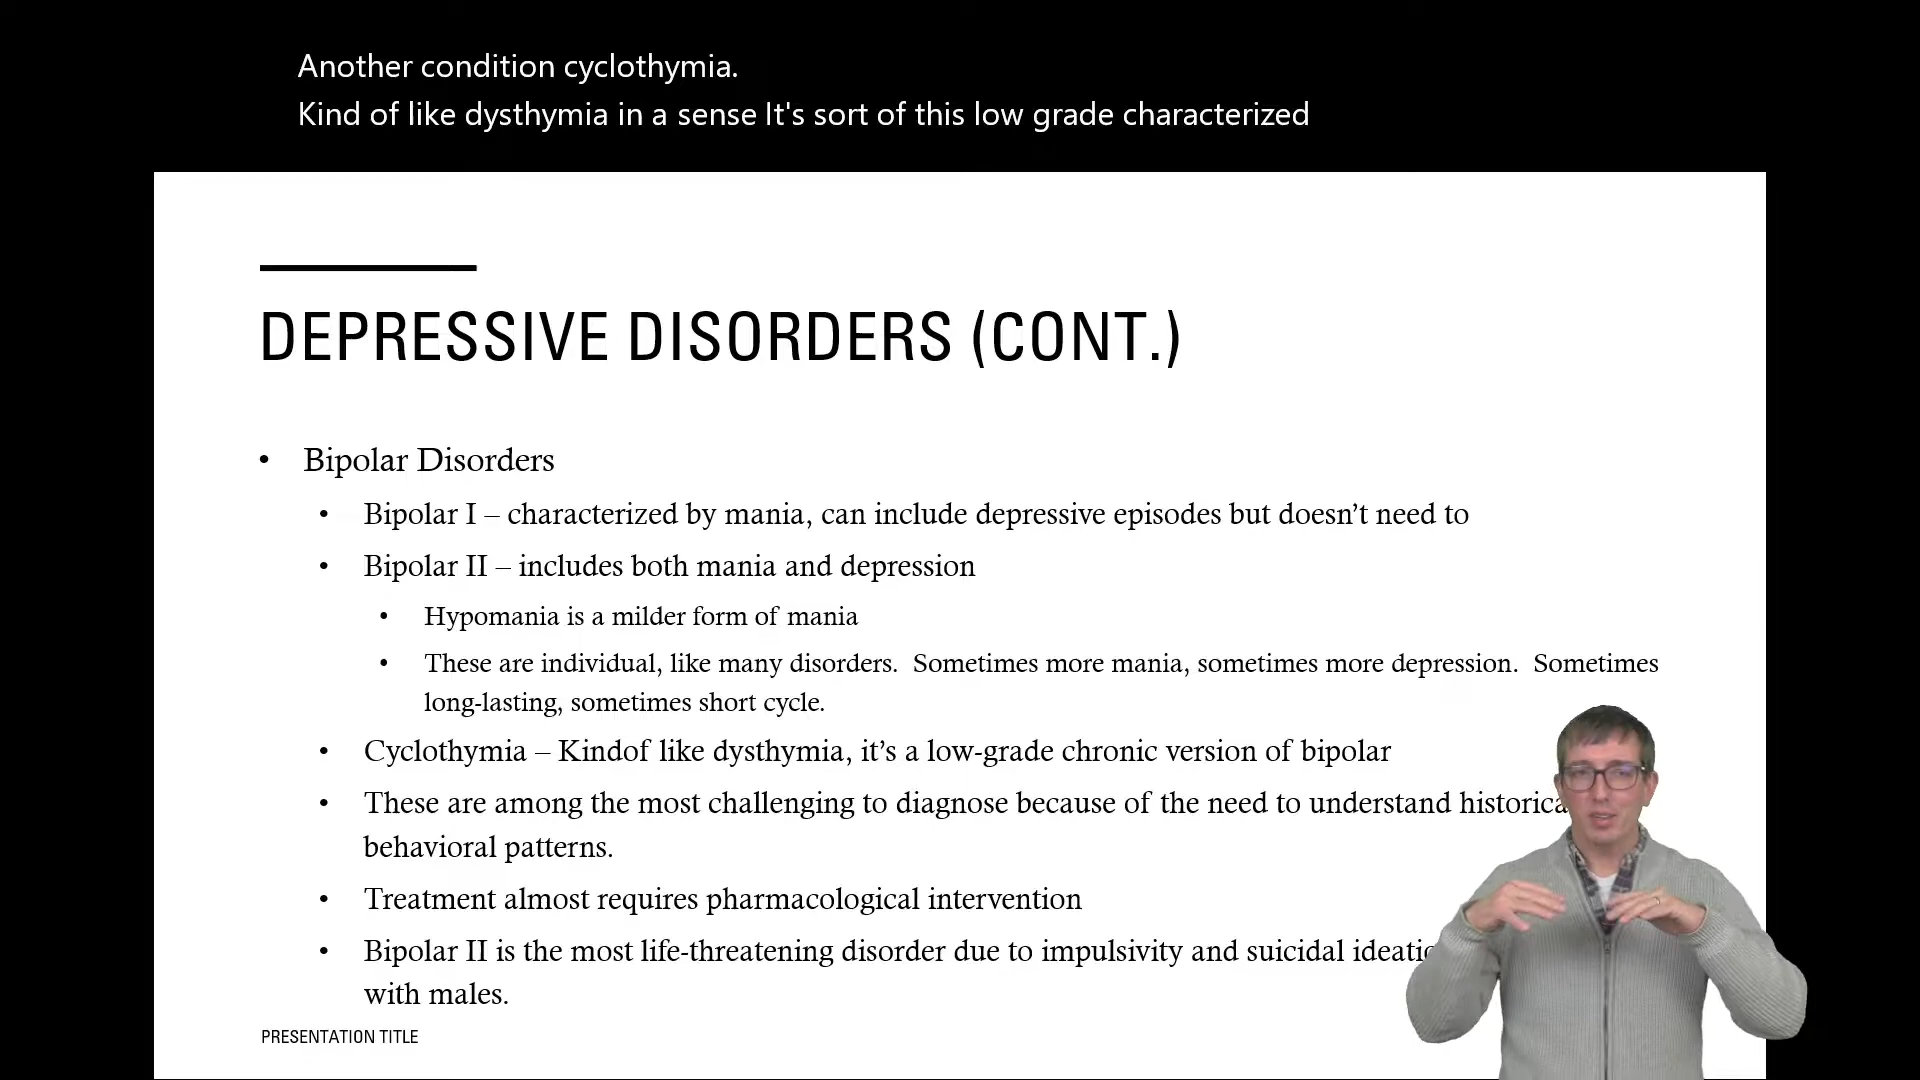 Another condition cyclothymia.
Kind of like dysthymia in a sense It's sort of this low grade characterized
DEPRESSIVE DISORDERS (CONT.)
• Bipolar Disorders
• Bipolar I – characterized by mania, can include depressive episodes but doesn't need to
• Bipolar II – includes both mania and depression
• Hypomania is a milder form of mania
• These are individual, like many disorders.  Sometimes more mania, sometimes more depression.  Sometimes
long-lasting, sometimes short cycle.
• Cyclothymia – Kindof like dysthymia, it's a low-grade chronic version of bipolar
• These are among the most challenging to diagnose because of the need to understand
behavioral patterns.
• Treatment almost requires pharmacological intervention
• Bipolar II is the most life-threatening disorder due to impulsivity and suicidal
with males.
PRESENTATION TITLE